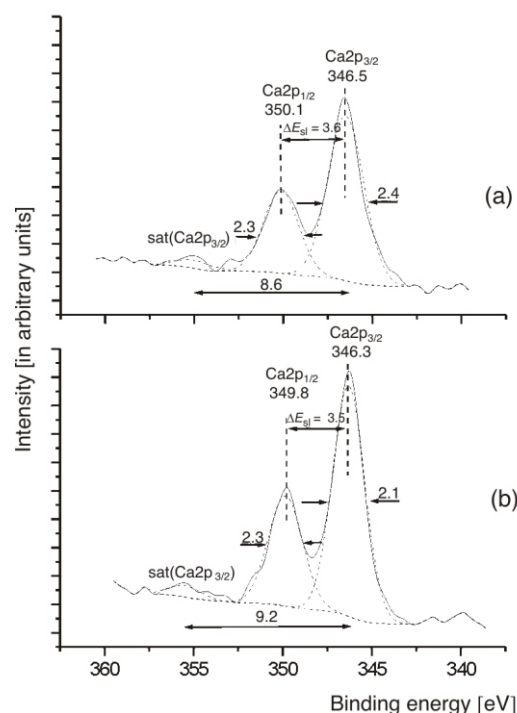 Ca2p3/2
346.5
Ca2p1/2
350.1
ΔEsl = 3.6
2.4
(a)
2.3
sat(Ca2p3/2)
8.6
Intensity [in arbitrary units]
Ca2p3/2
346.3
Ca2p1/2
349.8
ΔEsl = 3.5
2.1
(b)
2.3
sat(Ca2p3/2)
9.2
360 355 350 345 340
Binding energy [eV]